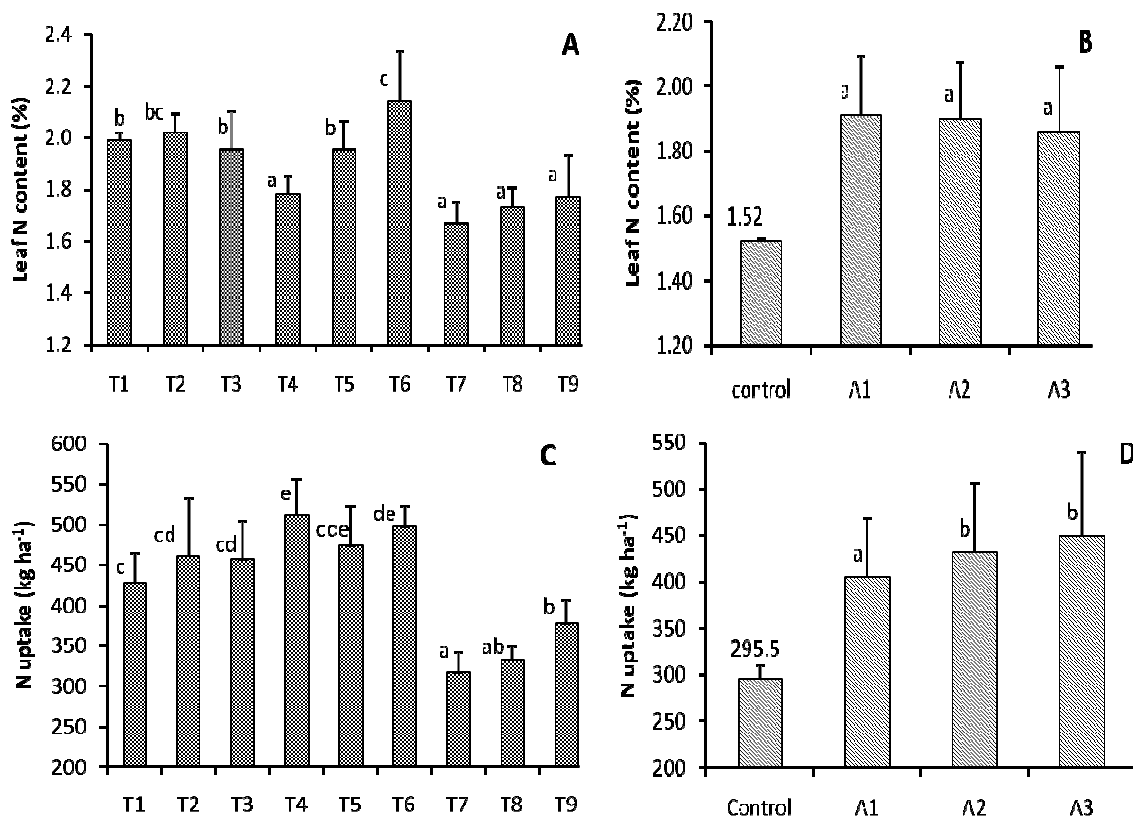 A
Leaf N content (%)
2.4
2.2
2.0
1.8
1.6
1.4
1.2
b
bc
b
a
b
c
a
a
a
T1 T2 T3 T4 T5 T6 T7 T8 T9
B
Leaf N content (%)
2.20
2.00
1.80
1.60
1.40
1.20
1.52
a
a
a
control A1 A2 A3
C
N uptake (kg ha-1)
600
550
500
450
400
350
300
250
200
c
cd
cd
e
cce
de
a
ab
b
T1 T2 T3 T4 T5 T6 T7 T8 T9
D
N uptake (kg ha-1)
550
500
450
400
350
300
250
200
295.5
a
b
b
Control A1 A2 A3